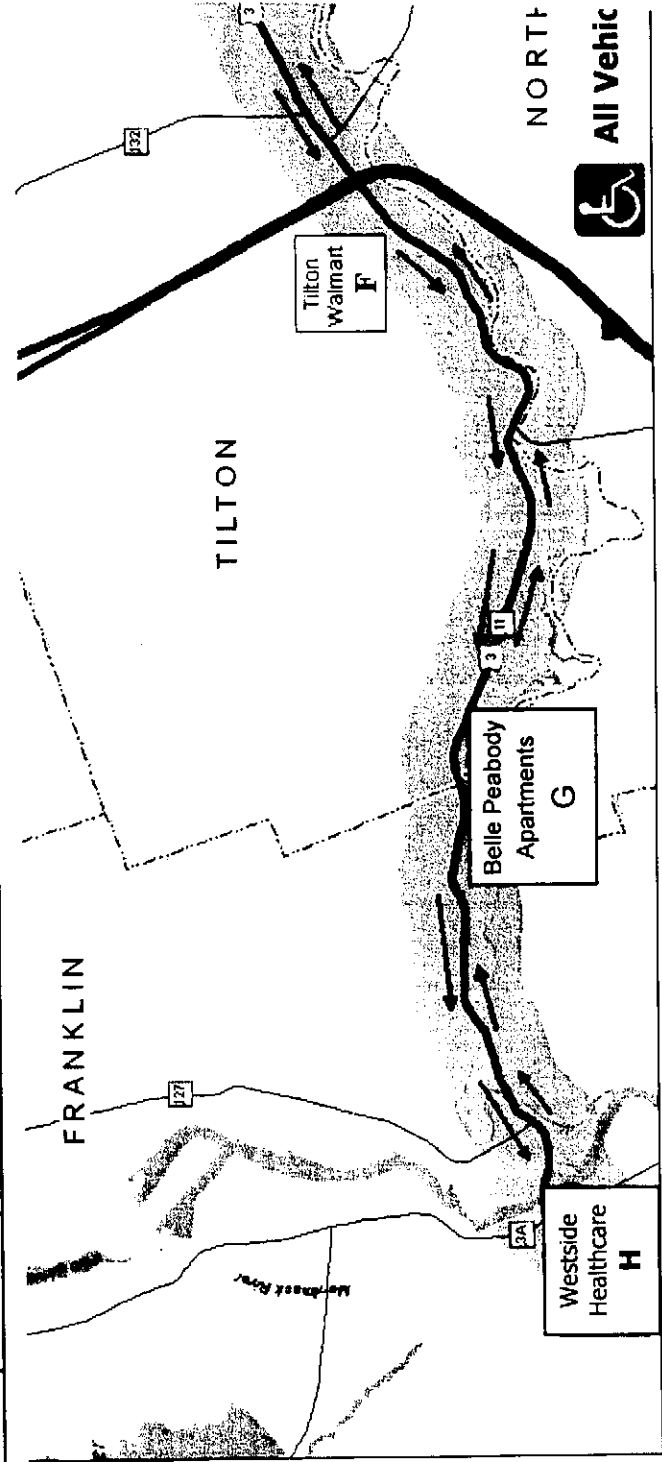 FRANKLIN
TILTON
127
132
3
Tilton
Walmart
F
3
11
Belle Peabody
Apartments
G
3A
Westside
Healthcare
H
Merrimack River
NORTH
All Vehic